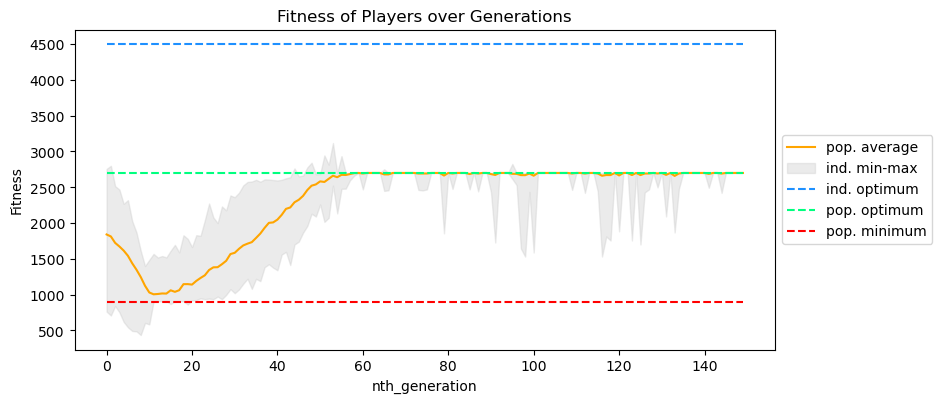 Fitness of Players over Generations
Fitness
4500
4000
3500
3000
2500
2000
1500
1000
500
0
20
40
60
80
100
120
140
nth_generation
pop. average
ind. min-max
ind. optimum
pop. optimum
pop. minimum